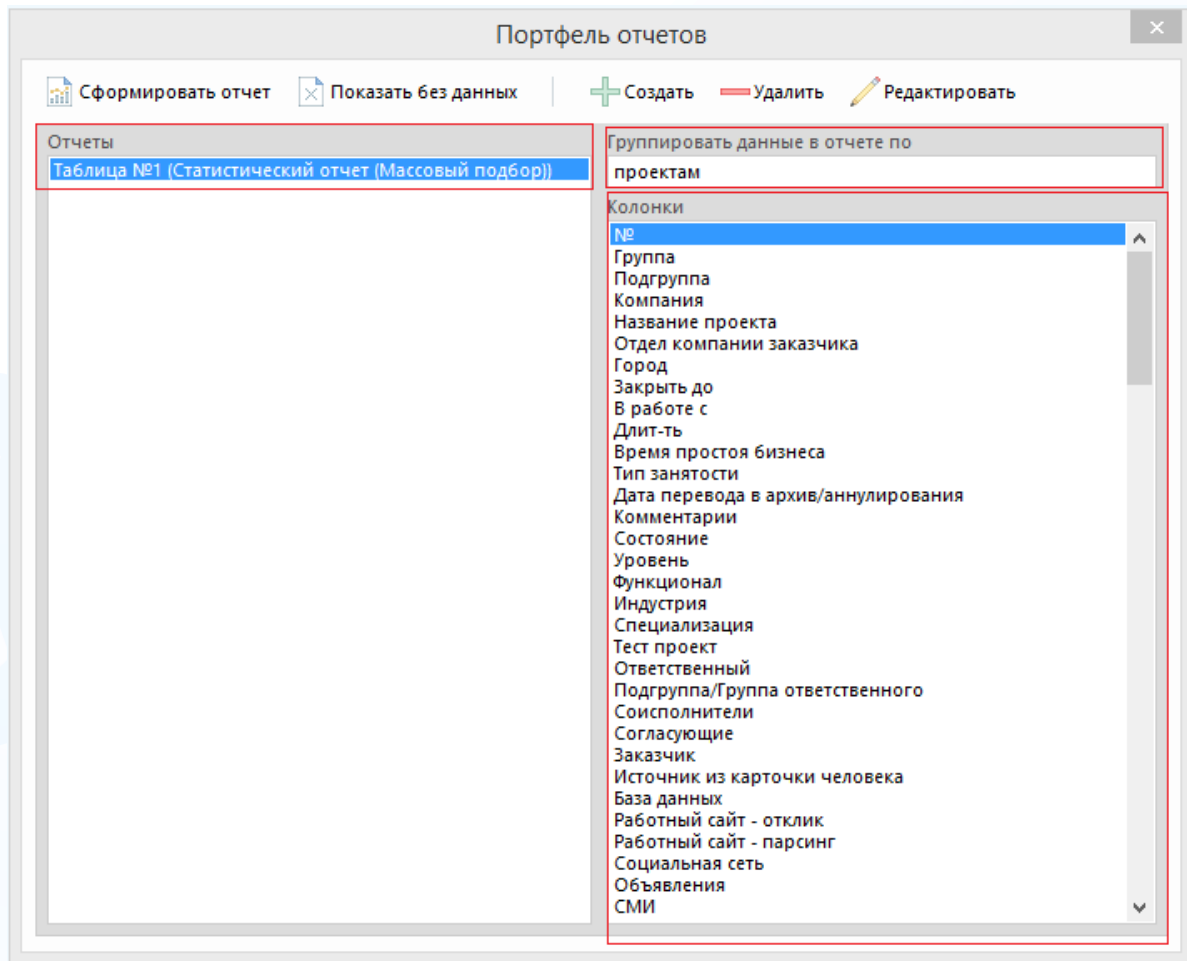 Портфель отчетов
Сформировать отчет Показать без данных Создать Удалить Редактировать
Отчеты
Таблица №1 (Статистический отчет (Массовый подбор))
Группировать данные в отчете по
проектам
Колонки
№
Группа
Подгруппа
Компания
Название проекта
Отдел компании заказчика
Город
Закрыть до
В работе с
Длит-ть
Время простоя бизнеса
Тип занятости
Дата перевода в архив/аннулирования
Комментарии
Состояние
Уровень
Функционал
Индустрия
Специализация
Тест проект
Ответственный
Подгруппа/Группа ответственного
Соисполнители
Согласующие
Заказчик
Источник из карточки человека
База данных
Работный сайт - отклик
Работный сайт - парсинг
Социальная сеть
Объявления
СМИ